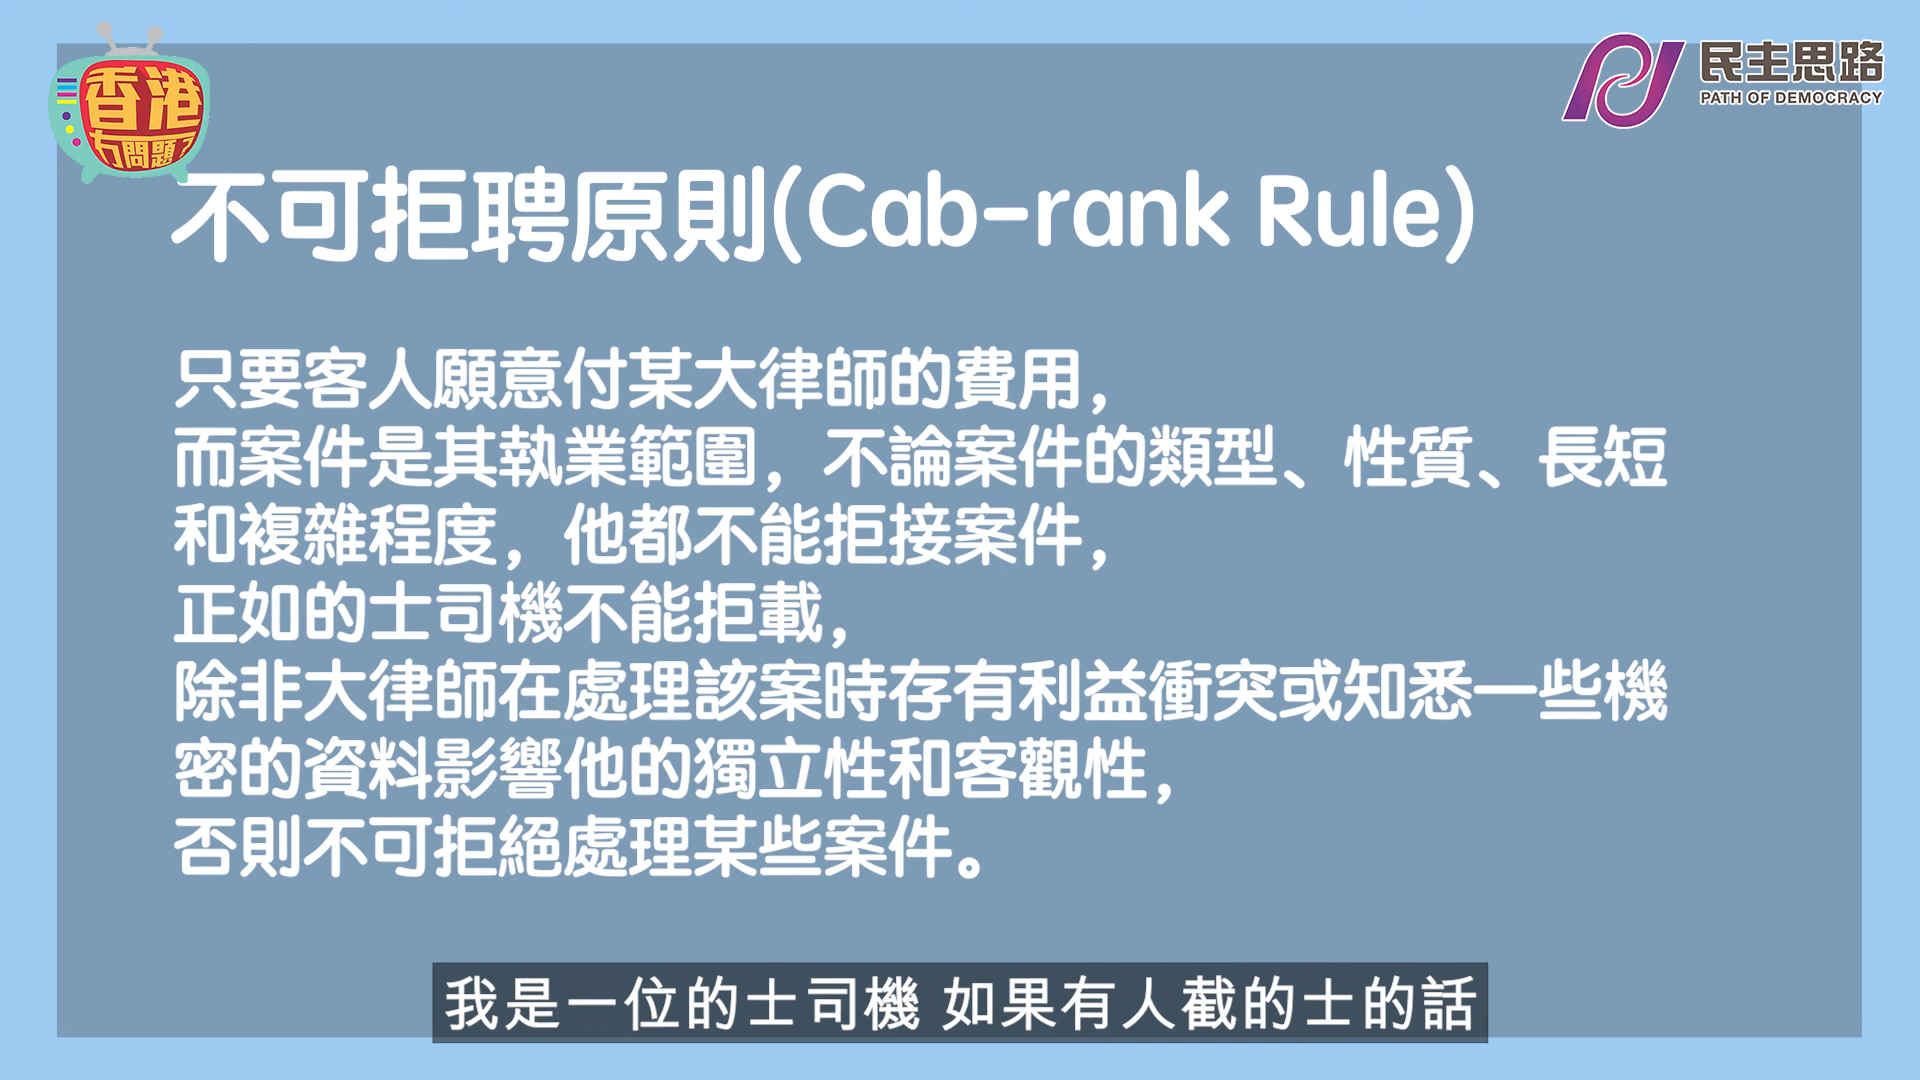 香港
冇問題？
民主思路
PATH OF DEMOCRACY
不可拒聘原則(Cab-rank Rule)
只要客人願意付某大律師的費用，
而案件是其執業範圍，不論案件的類型、性質、長短
和複雜程度，他都不能拒接案件，
正如的士司機不能拒載，
除非大律師在處理該案時存有利益衝突或知悉一些機
密的資料影響他的獨立性和客觀性，
否則不可拒絕處理某些案件。
我是一位的士司機 如果有人截的士的話